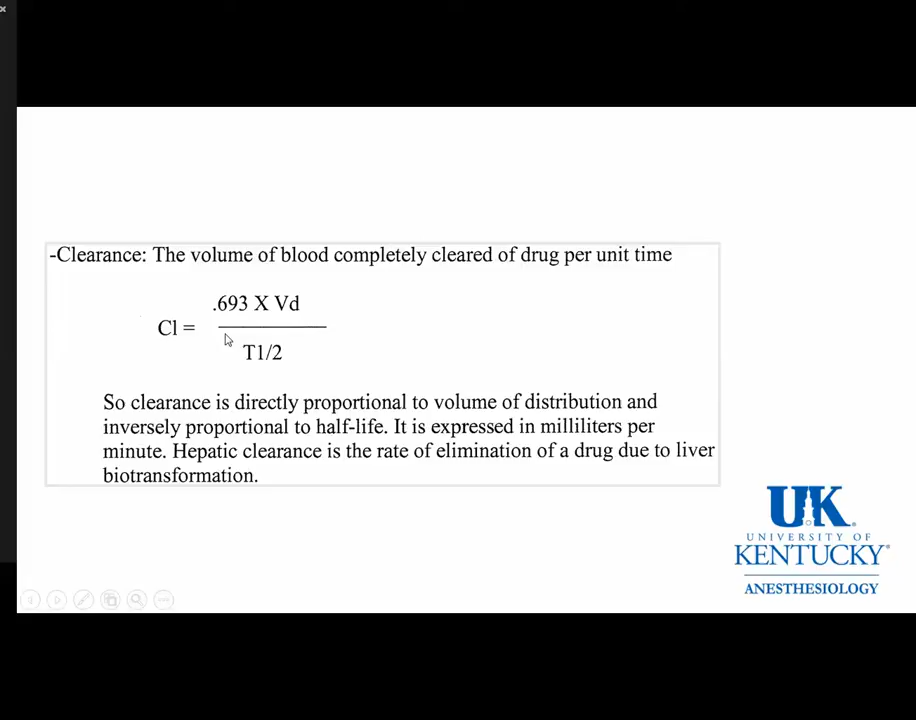 -Clearance: The volume of blood completely cleared of drug per unit time
.693 X Vd
Cl =
T1/2
So clearance is directly proportional to volume of distribution and
inversely proportional to half-life. It is expressed in milliliters per
minute. Hepatic clearance is the rate of elimination of a drug due to liver
biotransformation.
UK
UNIVERSITY OF
KENTUCKY
ANESTHESIOLOGY